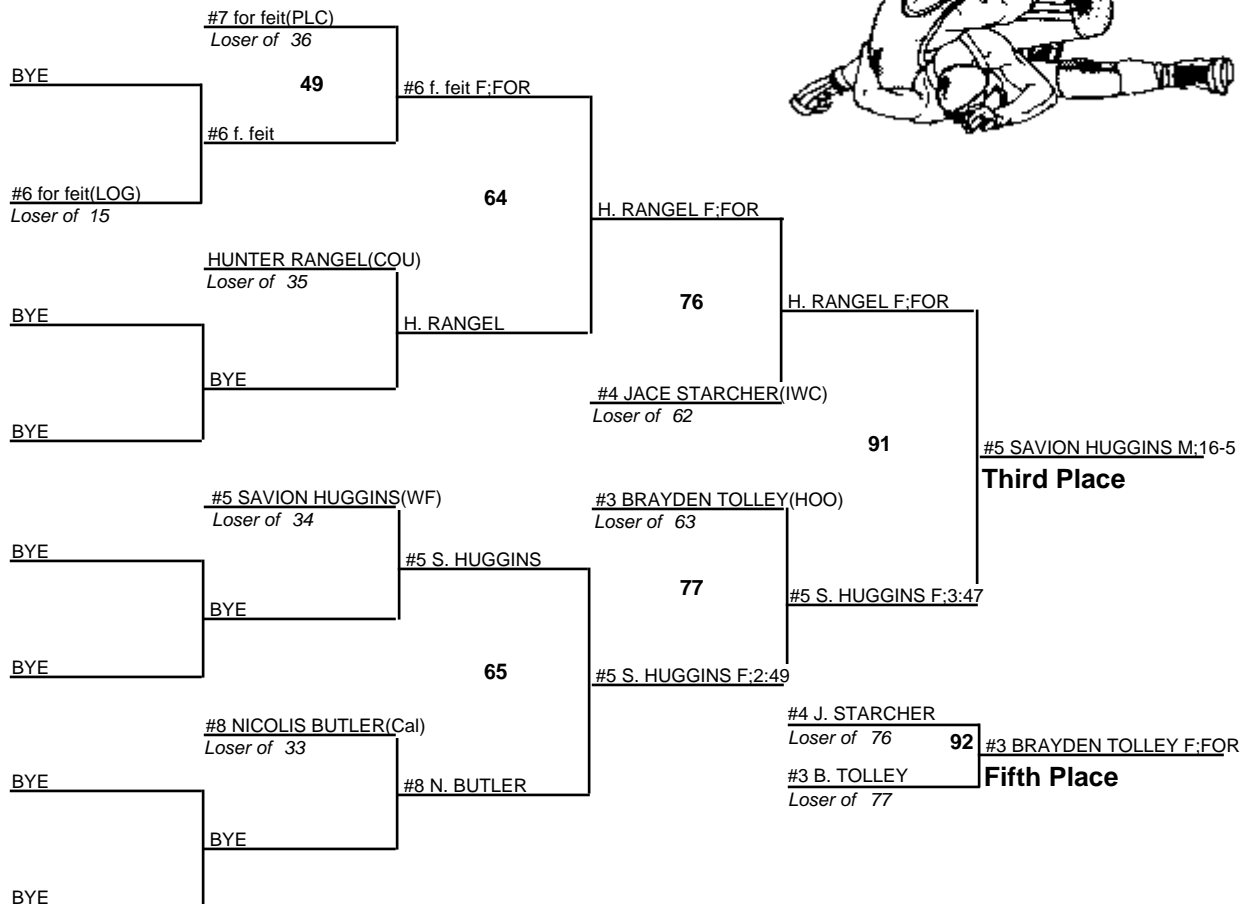 #7 for feit(PLC)
Loser of 36
BYE
49
#6 f. feit F;FOR
#6 f. feit
#6 for feit(LOG)
Loser of 15
64
H. RANGEL F;FOR
HUNTER RANGEL(COU)
Loser of 35
76
H. RANGEL F;FOR
BYE
H. RANGEL
BYE
#4 JACE STARCHER(IWC)
Loser of 62
BYE
91
#5 SAVION HUGGINS M;16-5
Third Place
#5 SAVION HUGGINS(WF)
Loser of 34
#3 BRAYDEN TOLLEY(HOO)
Loser of 63
BYE
#5 S. HUGGINS
77
#5 S. HUGGINS F;3:47
BYE
BYE
65
#5 S. HUGGINS F;2:49
#8 NICOLIS BUTLER(Cal)
Loser of 33
#4 J. STARCHER
Loser of 76
92
#3 BRAYDEN TOLLEY F;FOR
Fifth Place
BYE
#8 N. BUTLER
#3 B. TOLLEY
Loser of 77
BYE
BYE